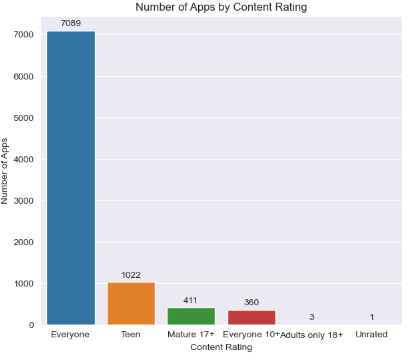 Number of Apps by Content Rating
7089
7000
6000
5000
4000
3000
2000
1000
0
Number of Apps
1022
411
360
3
1
Everyone
Teen
Mature 17+
Everyone 10+
Adults only 18+
Unrated
Content Rating